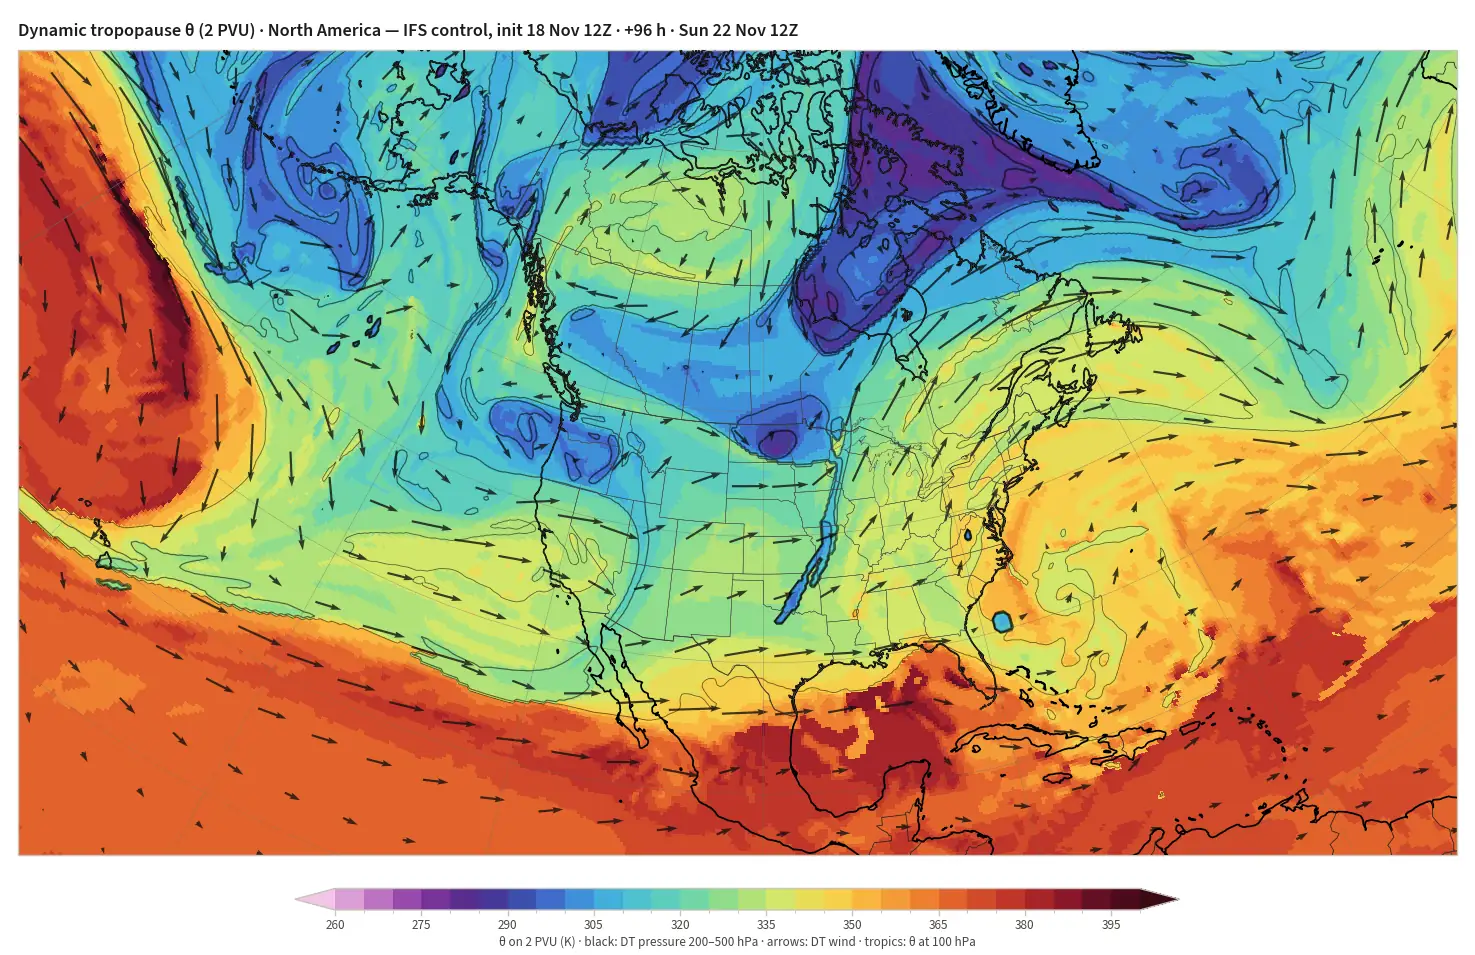 Dynamic tropopause θ (2 PVU) · North America — IFS control, init 18 Nov 12Z · +96 h · Sun 22 Nov 12Z
260 275 290 305 320 335 350 365 380 395
θ on 2 PVU (K) · black: DT pressure 200–500 hPa · arrows: DT wind · tropics: θ at 100 hPa